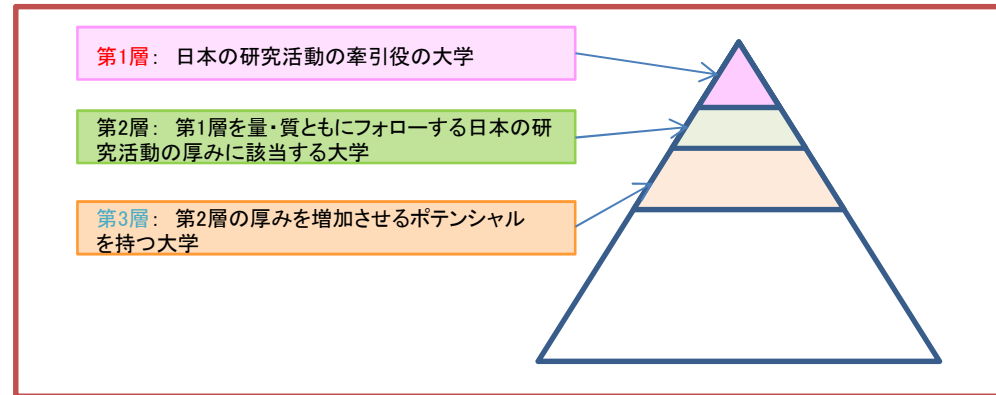 第1層： 日本の研究活動の牽引役の大学
第2層： 第1層を量・質ともにフォローする日本の研
究活動の厚みに該当する大学
第3層： 第2層の厚みを増加させるポテンシャル
を持つ大学